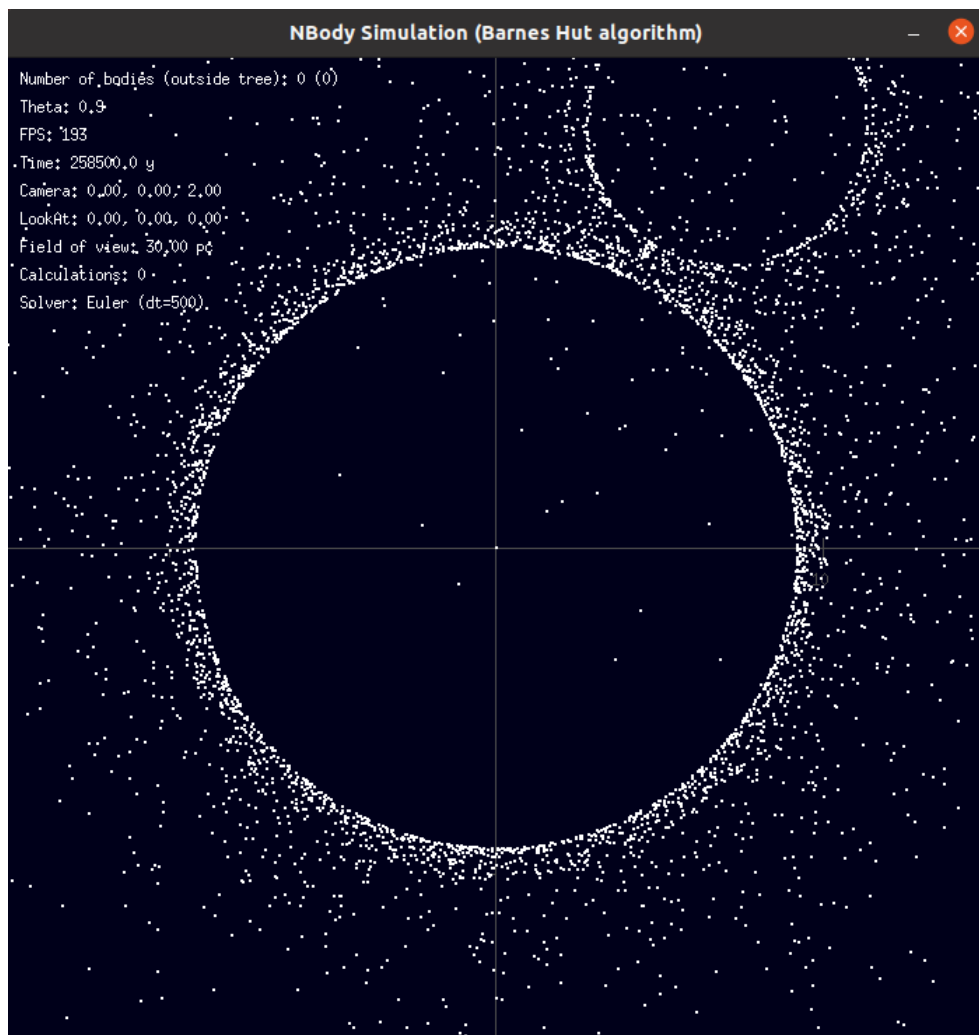 NBody Simulation (Barnes Hut algorithm)
Number of bodies (outside tree): 0 (0)
Theta: 0.9
FPS: 193
Time: 258500.0 y
Camera: 0.00, 0.00, 2.00
LookAt: 0.00, 0.00, 0.00
Field of view: 30.00 pc
Calculations: 0
Solver: Euler (dt=500)
10